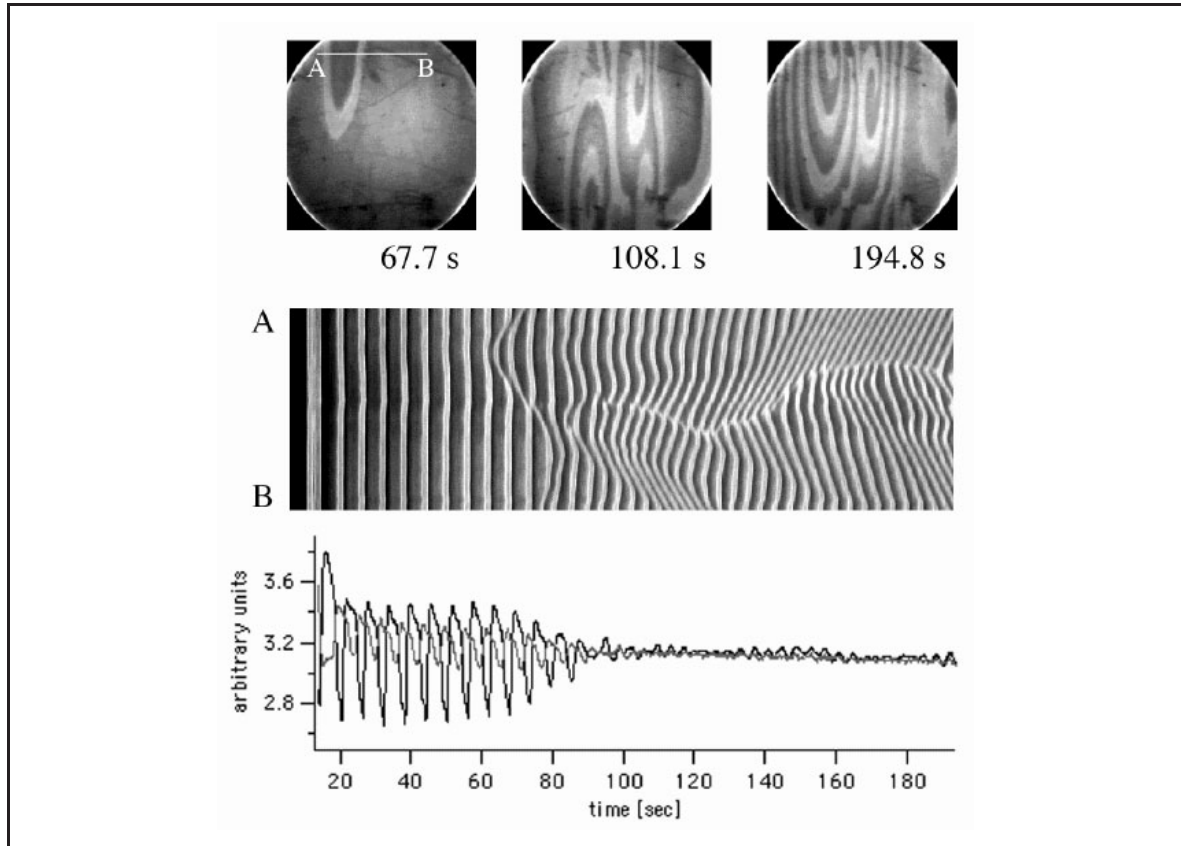 A B
67.7 s 108.1 s 194.8 s
A
B
3.6
3.2
2.8
arbitrary units
20 40 60 80 100 120 140 160 180
time [sec]